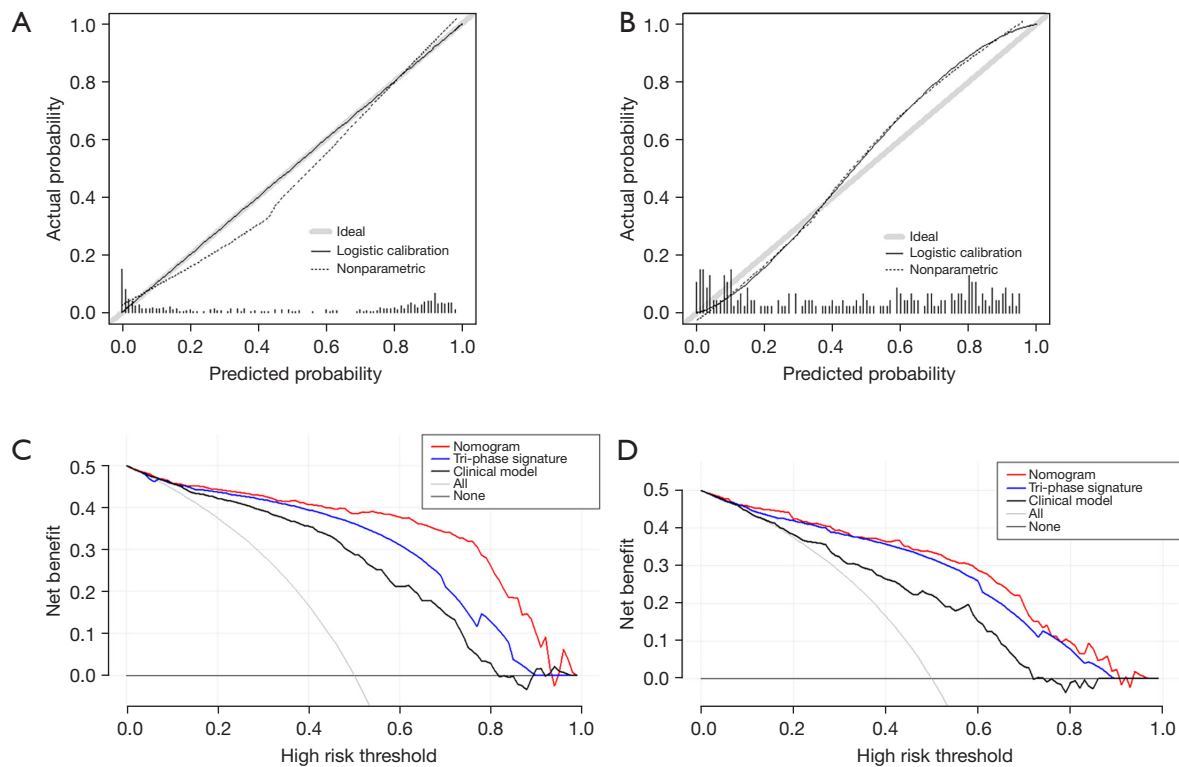 A
1.0
0.8
0.6
0.4
0.2
0.0
Actual probability
Ideal
Logistic calibration
Nonparametric
0.0 0.2 0.4 0.6 0.8 1.0
Predicted probability
B
1.0
0.8
0.6
0.4
0.2
0.0
Actual probability
Ideal
Logistic calibration
Nonparametric
0.0 0.2 0.4 0.6 0.8 1.0
Predicted probability
C
Nomogram
Tri-phase signature
Clinical model
All
None
0.5
0.4
0.3
0.2
0.1
0.0
Net benefit
0.0 0.2 0.4 0.6 0.8 1.0
High risk threshold
D
Nomogram
Tri-phase signature
Clinical model
All
None
0.5
0.4
0.3
0.2
0.1
0.0
Net benefit
0.0 0.2 0.4 0.6 0.8 1.0
High risk threshold